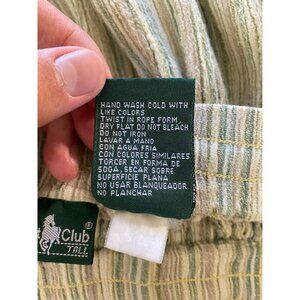 HAND WASH COLD WITH
LIKE COLORS
TWIST IN ROPE FORM,
DRY FLAT DO NOT BLEACH
DO NOT IRON
LAVAR A MANO
CON AGUA FRIA
CON COLORES SIMILARES
TORCER EN FORMA DE
SOGA, SECAR SOBRE
SUPERFICIE PLANA
NO USAR BLANQUEADOR
NO PLANCHAR
Club
TALL